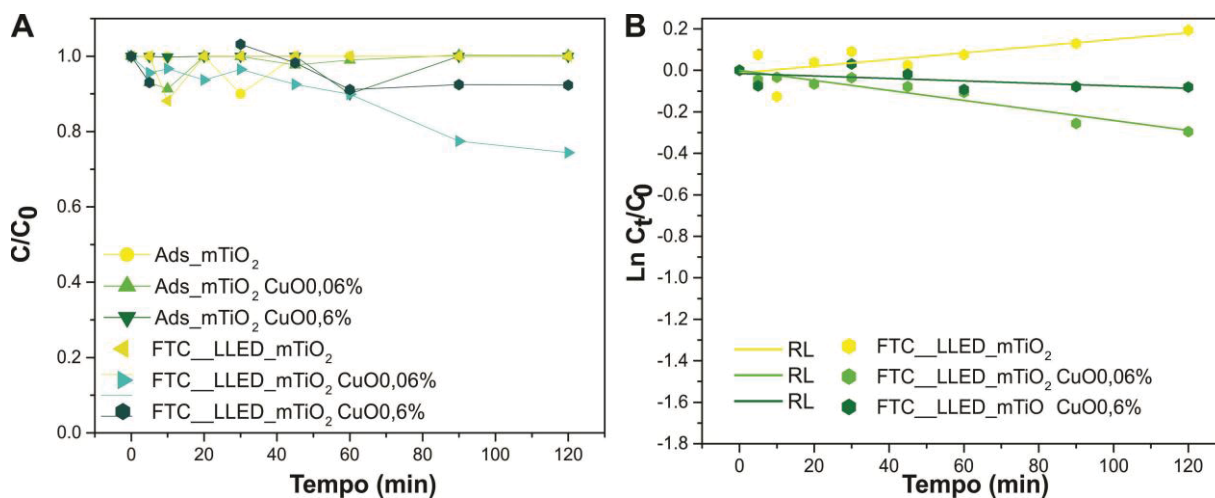 A
C/C0
1.0
0.8
0.6
0.4
0.2
0.0
Ads_mTiO2
Ads_mTiO2 CuO0,06%
Ads_mTiO2 CuO0,6%
FTC__LLED_mTiO2
FTC__LLED_mTiO2 CuO0,06%
FTC__LLED_mTiO2 CuO0,6%
0 20 40 60 80 100 120
Tempo (min)
B
Ln Ct/C0
0.2
0.0
-0.2
-0.4
-0.6
-0.8
-1.0
-1.2
-1.4
-1.6
-1.8
RL FTC__LLED_mTiO2
RL FTC__LLED_mTiO2 CuO0,06%
RL FTC__LLED_mTiO CuO0,6%
0 20 40 60 80 100 120
Tempo (min)